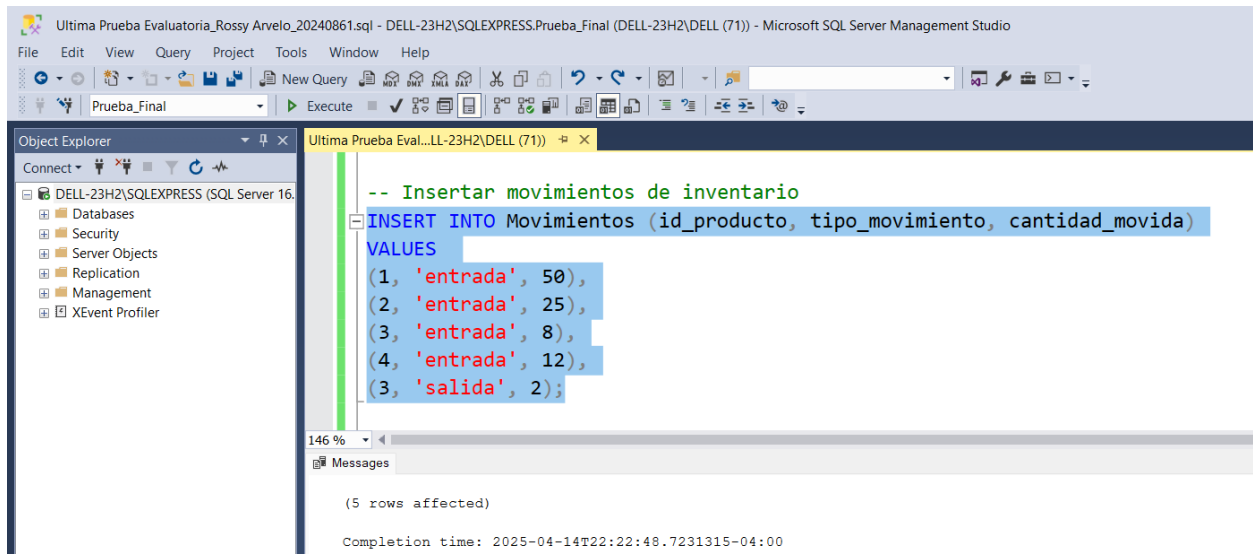 Ultima Prueba Evaluatoria_Rossy Arvelo_20240861.sql - DELL-23H2\SQLEXPRESS.Prueba_Final (DELL-23H2\DELL (71)) - Microsoft SQL Server Management Studio
File Edit View Query Project Tools Window Help
New Query MDX DMX XMLA DAX
Prueba_Final Execute
Object Explorer
Ultima Prueba Eval...LL-23H2\DELL (71))
Connect
DELL-23H2\SQLEXPRESS (SQL Server 16.
Databases
Security
Server Objects
Replication
Management
XEvent Profiler
-- Insertar movimientos de inventario
INSERT INTO Movimientos (id_producto, tipo_movimiento, cantidad_movida)
VALUES
(1, 'entrada', 50),
(2, 'entrada', 25),
(3, 'entrada', 8),
(4, 'entrada', 12),
(3, 'salida', 2);
146 %
Messages
(5 rows affected)
Completion time: 2025-04-14T22:22:48.7231315-04:00